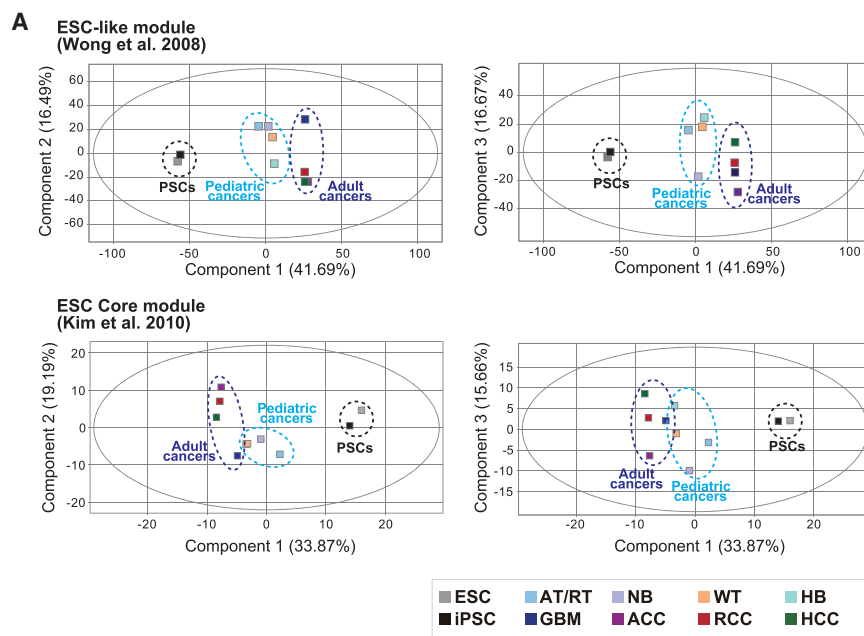 A
ESC-like module
(Wong et al. 2008)
Component 2 (16.49%)
60
40
20
0
-20
-40
-60
PSCs
Pediatric
cancers
Adult
cancers
-100
-50
0
50
100
Component 1 (41.69%)
Component 3 (16.67%)
40
20
0
-20
-40
PSCs
Pediatric
cancers
Adult
cancers
-100
-50
0
50
100
Component 1 (41.69%)
ESC Core module
(Kim et al. 2010)
Component 2 (19.19%)
20
10
0
-10
-20
Adult
cancers
Pediatric
cancers
PSCs
-20
-10
0
10
20
Component 1 (33.87%)
Component 3 (15.66%)
15
10
5
0
-5
-10
-15
Adult
cancers
Pediatric
cancers
PSCs
-20
-10
0
10
20
Component 1 (33.87%)
ESC AT/RT NB WT HB
iPSC GBM ACC RCC HCC